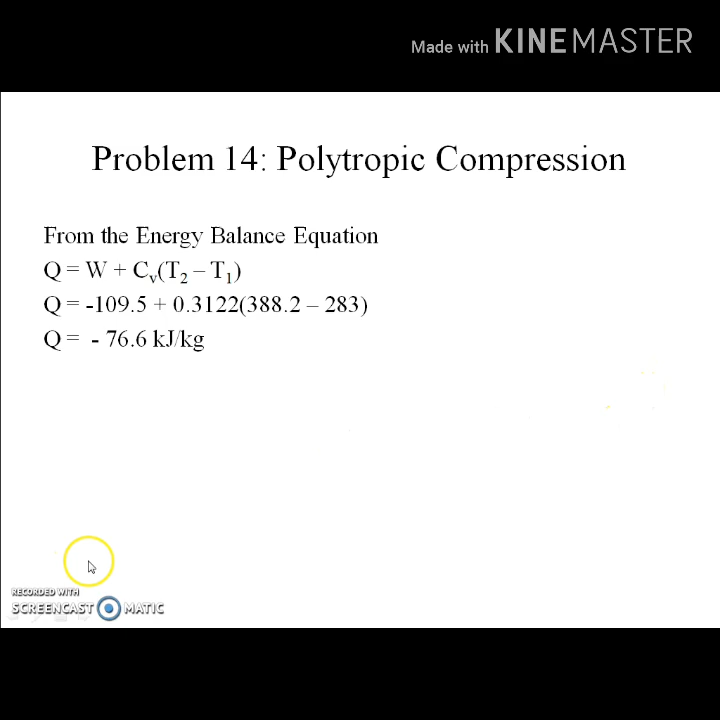 Made with KINEMASTER
Problem 14: Polytropic Compression
From the Energy Balance Equation
Q = W + Cv(T2 – T1)
Q = -109.5 + 0.3122(388.2 – 283)
Q = - 76.6 kJ/kg
RECORDED WITH
SCREENCAST MATIC